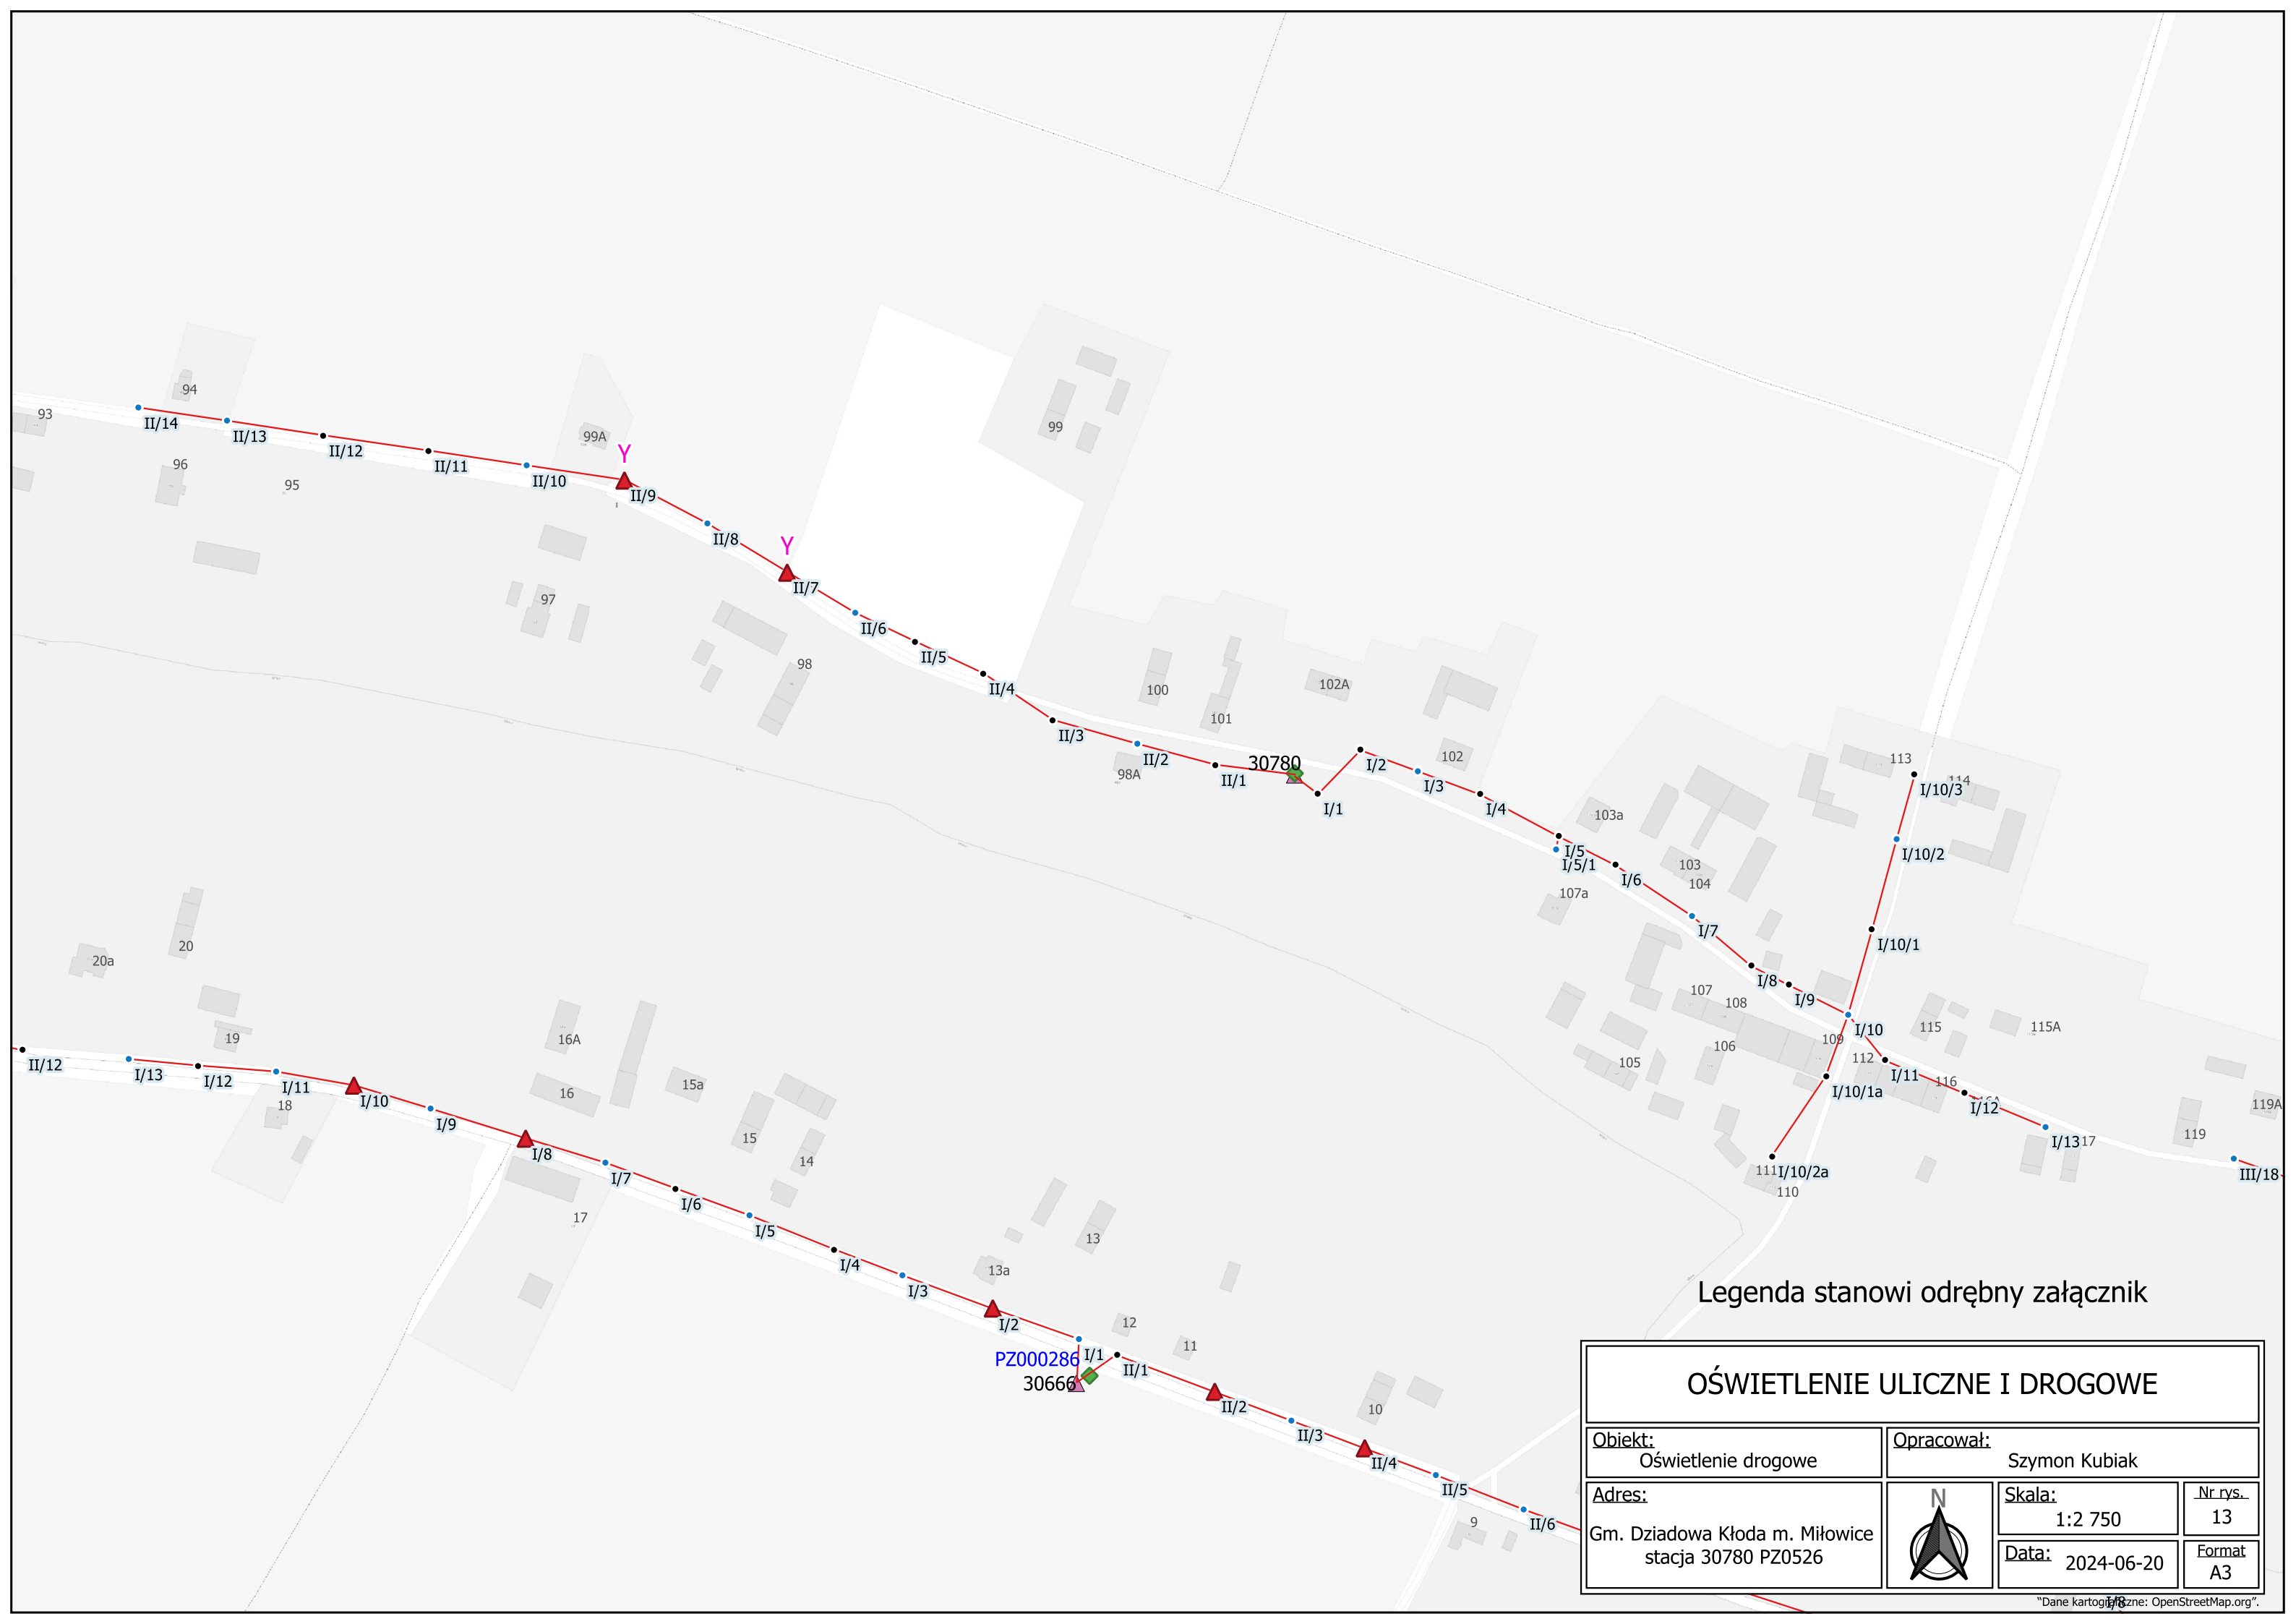 94
93
II/14
II/13
II/12
II/11
II/10
99A
Y
II/9
99
96
95
II/8
Y
II/7
97
II/6
II/5
98
II/4
100
101
102A
II/3
II/2
98A
II/1
30780
I/1
I/2
I/3
102
I/4
103a
I/5
I/5/1
I/6
103
104
107a
I/7
113
114
I/10/3
I/10/2
I/10/1
I/8
I/9
I/10
107
108
106
105
109
112
115
115A
I/11
116
116A
I/12
I/13
I/10/1a
111
I/10/2a
110
119
119A
III/18
20
20a
19
18
II/12
I/13
I/12
I/11
I/10
I/9
16A
16
15a
15
14
I/8
I/7
17
I/6
I/5
I/4
I/3
13a
13
I/2
12
11
PZ000286
I/1
30666
II/1
II/2
10
II/3
II/4
II/5
9
II/6
Legenda stanowi odrębny załącznik
OŚWIETLENIE ULICZNE I DROGOWE
Obiekt:
Oświetlenie drogowe
Opracował:
Szymon Kubiak
Adres:
Gm. Dziadowa Kłoda m. Miłowice
stacja 30780 PZ0526
N
Skala:
1:2 750
Nr rys.
13
Data: 2024-06-20
Format
A3
I/8
"Dane kartograficzne: OpenStreetMap.org".